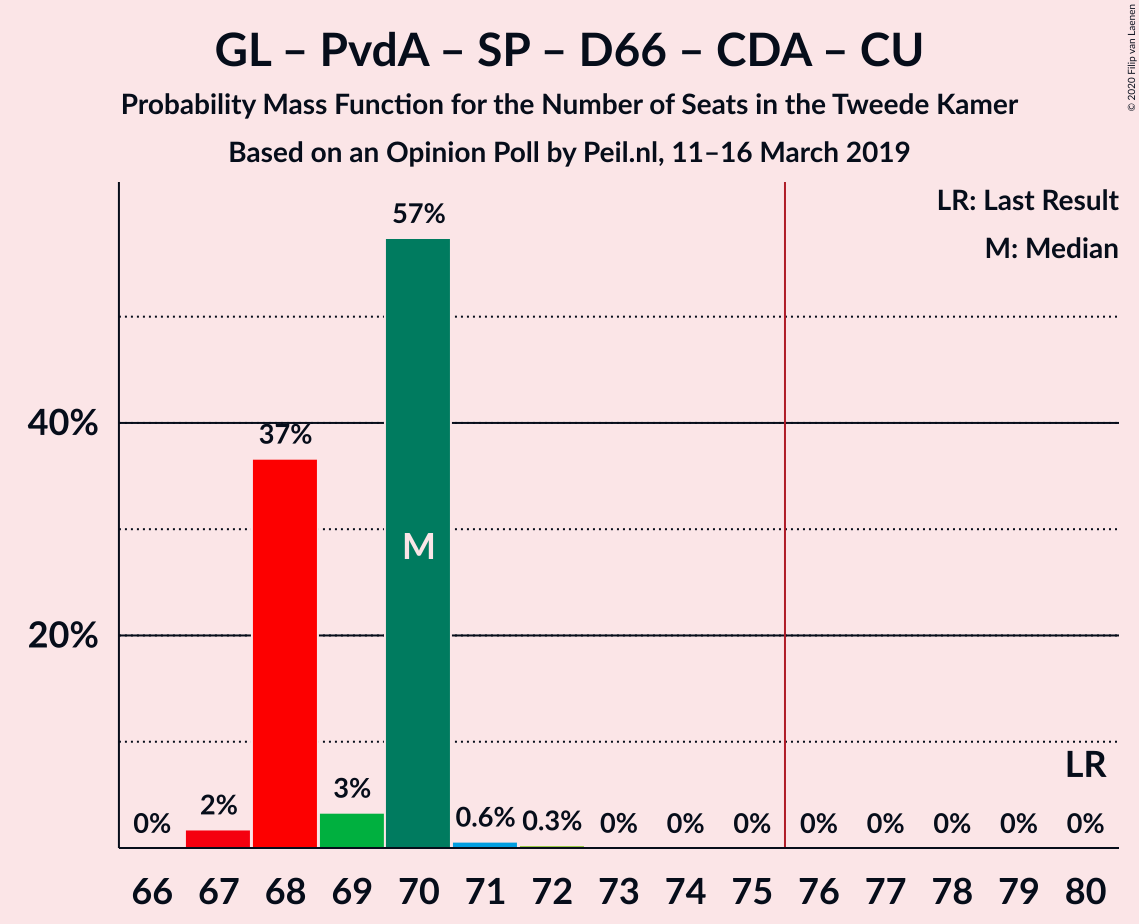 GL – PvdA – SP – D66 – CDA – CU
Probability Mass Function for the Number of Seats in the Tweede Kamer
Based on an Opinion Poll by Peil.nl, 11–16 March 2019
© 2020 Filip van Laenen
LR: Last Result
M: Median
57%
40%
37%
M
20%
LR
0% 2% 3% 0.6% 0.3% 0% 0% 0% 0% 0% 0% 0% 0%
66 67 68 69 70 71 72 73 74 75 76 77 78 79 80